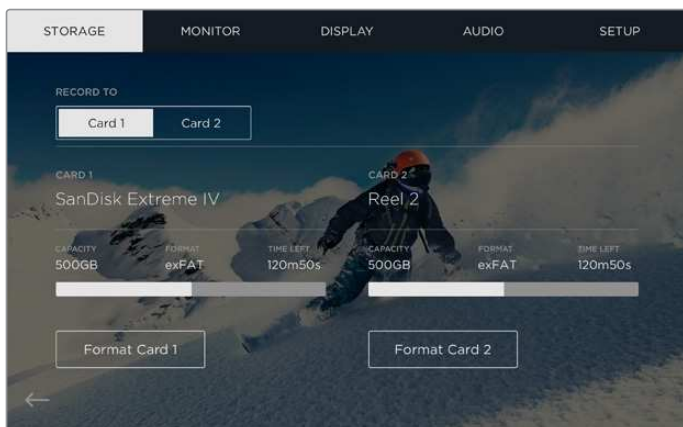 STORAGE MONITOR DISPLAY AUDIO SETUP
RECORD TO
Card 1 Card 2
CARD 1 CARD 2
SanDisk Extreme IV Reel 2
CAPACITY FORMAT TIME LEFT CAPACITY FORMAT TIME LEFT
500GB exFAT 120m50s 500GB exFAT 120m50s
Format Card 1 Format Card 2